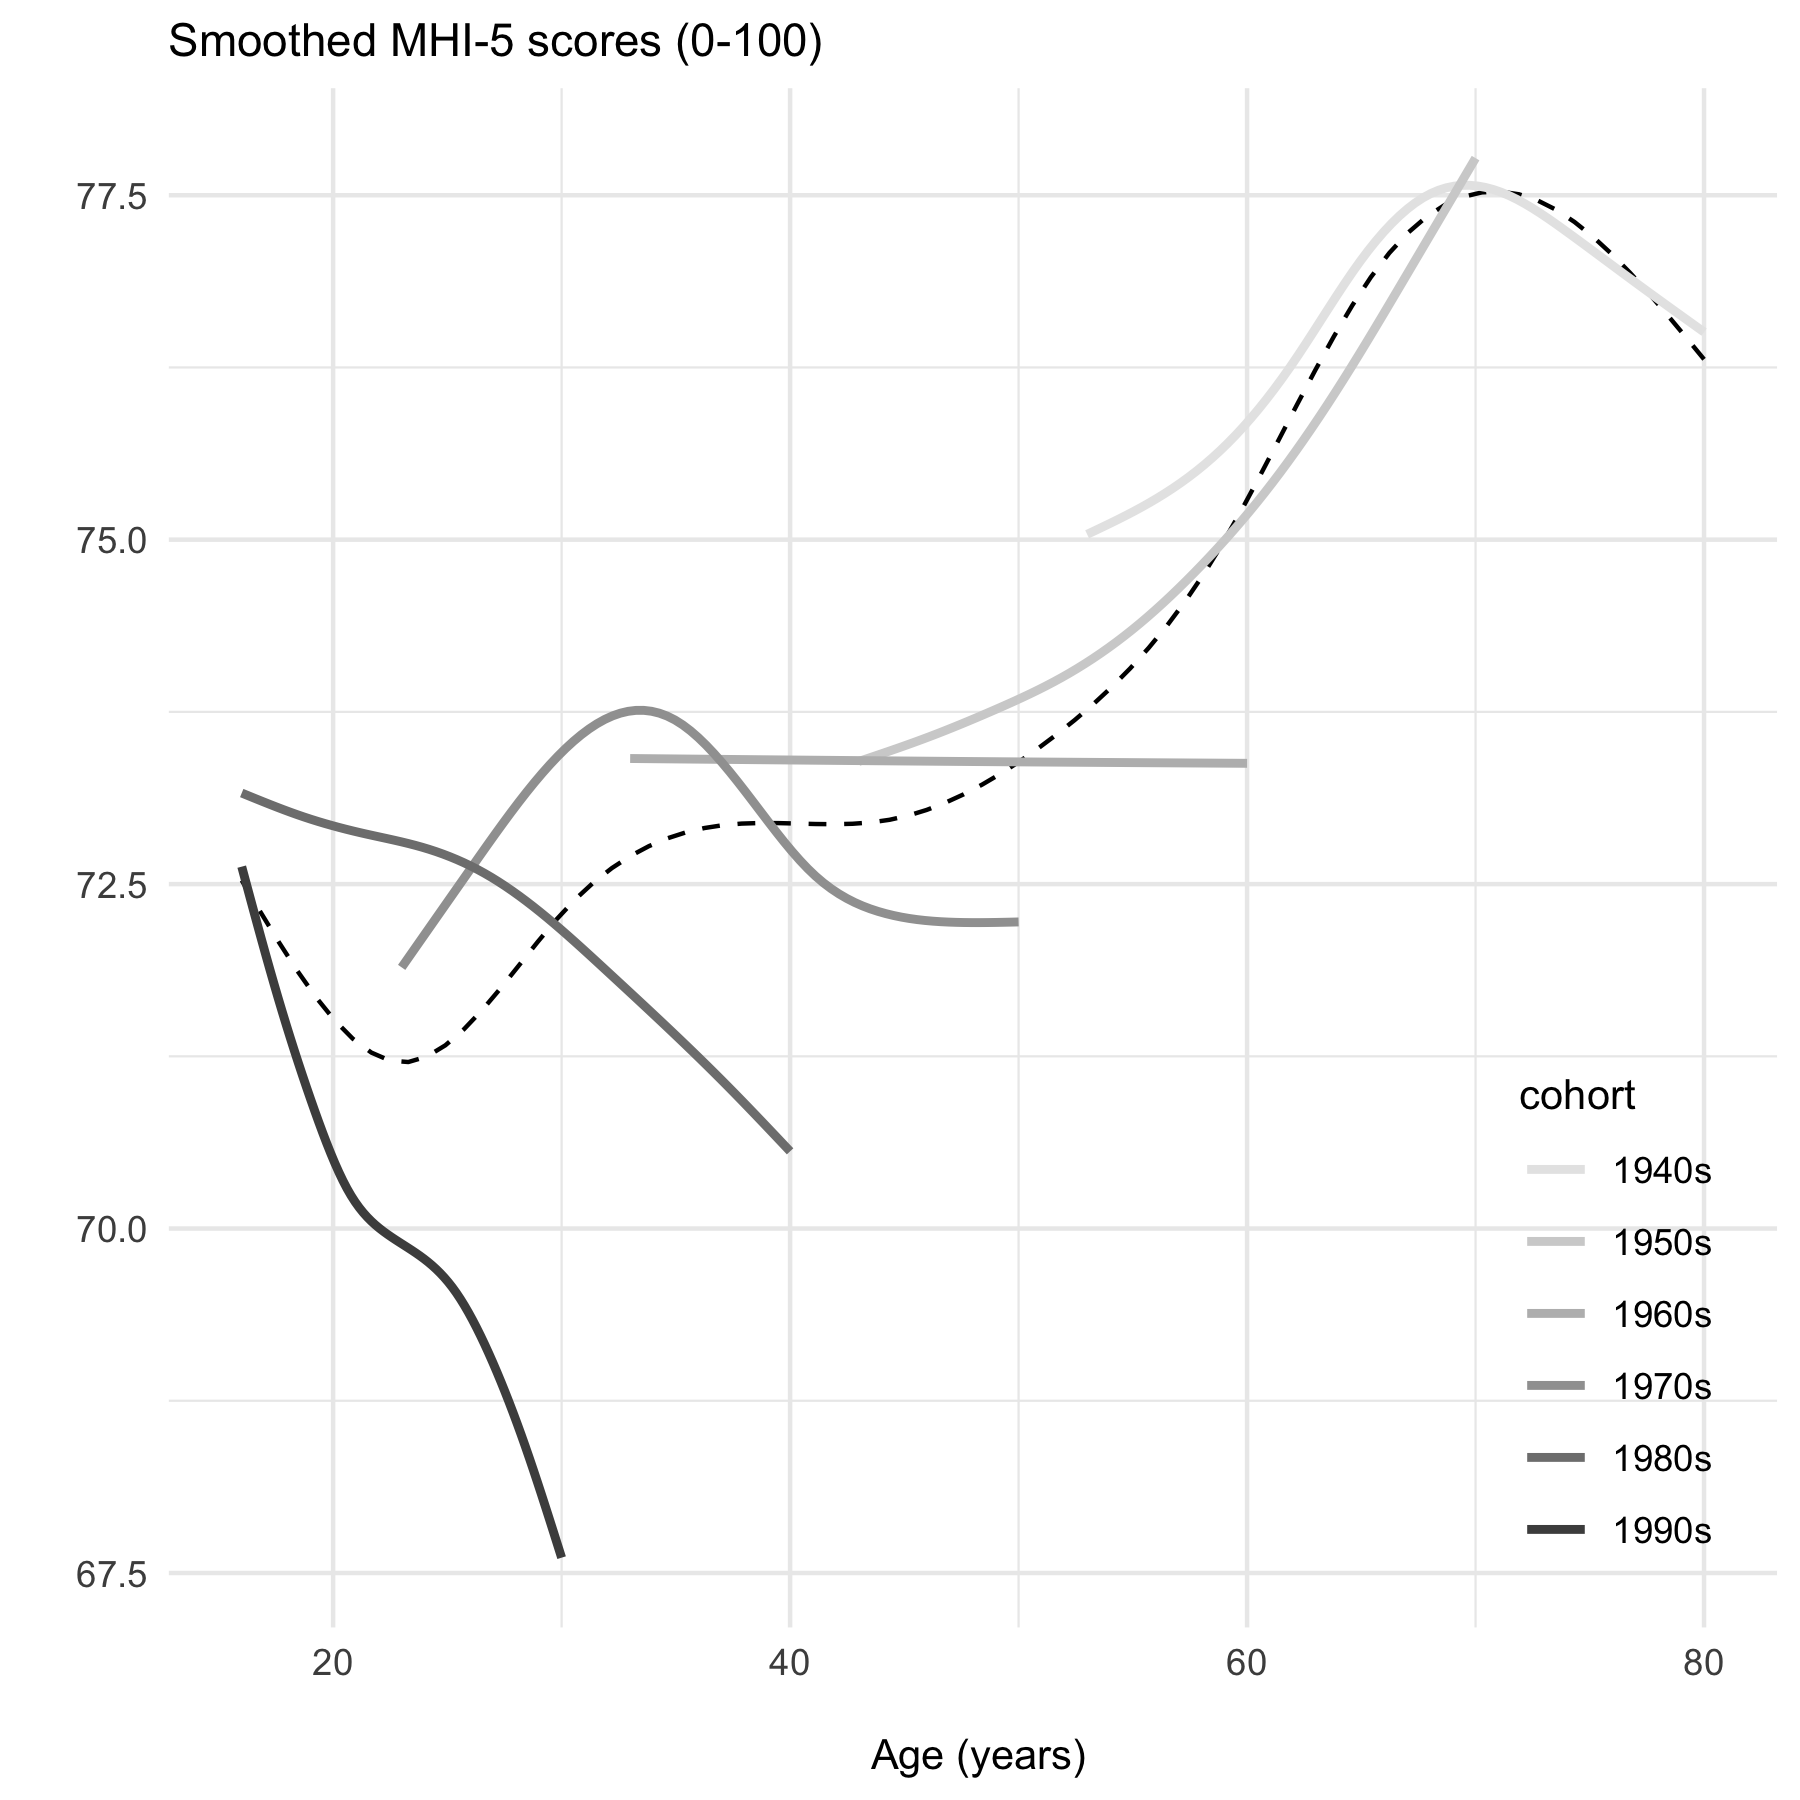 Smoothed MHI-5 scores (0-100)
77.5
75.0
72.5
70.0
67.5
20 40 60 80
Age (years)
cohort
1940s
1950s
1960s
1970s
1980s
1990s